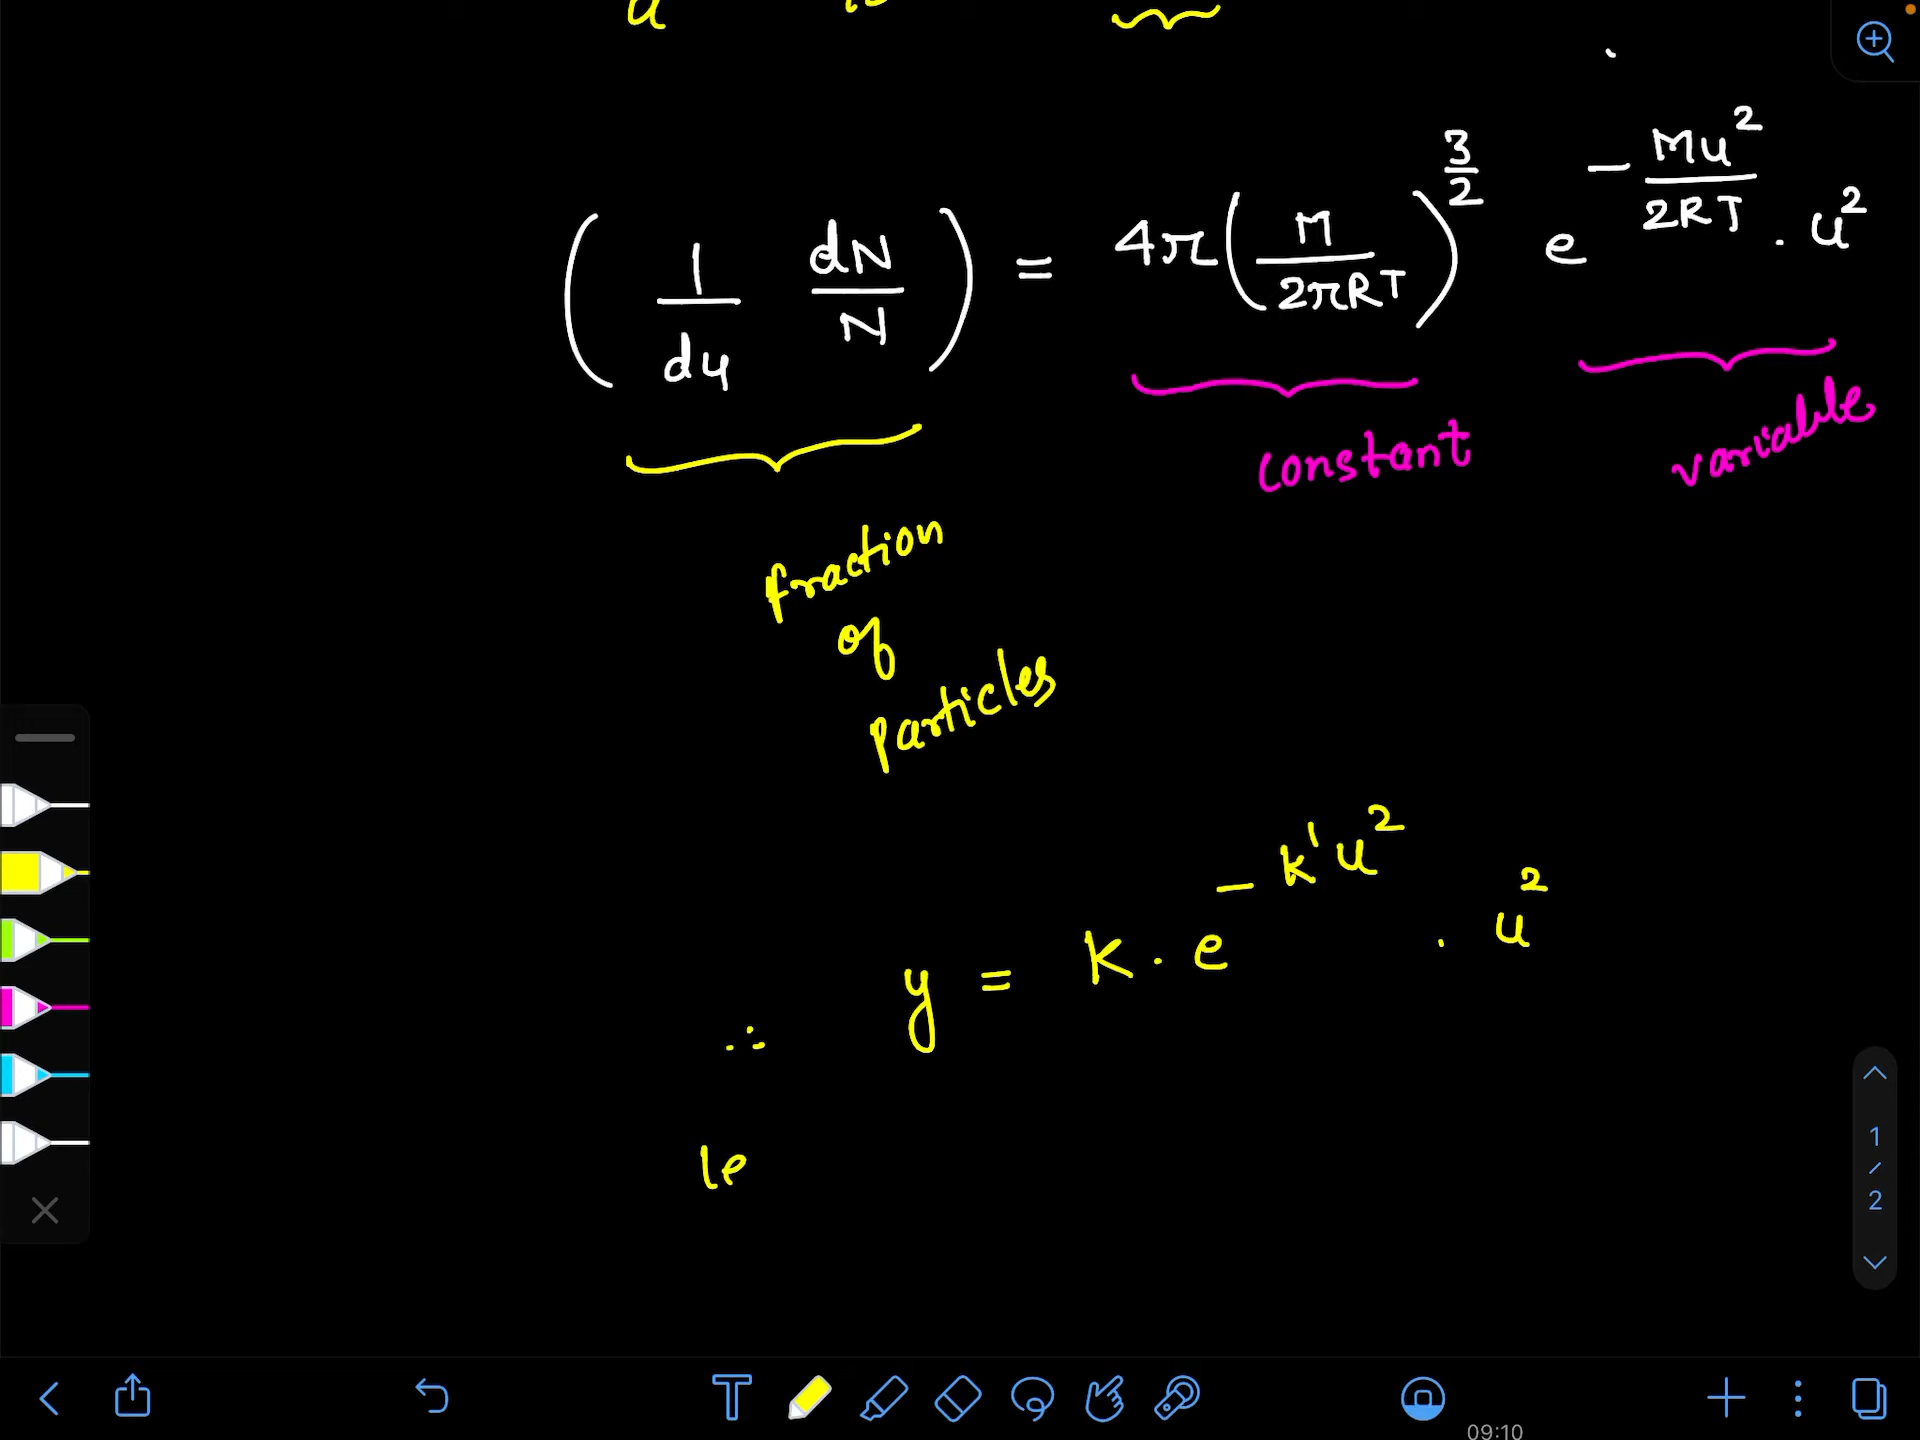 u
(1/du dN/N) = 4π(M/2πRT)^3/2 e^-Mu²/2RT . u²
constant
variable
fraction
of
particles
∴ y = K . e^-k'u² . u²
le
1
/
2
09:10